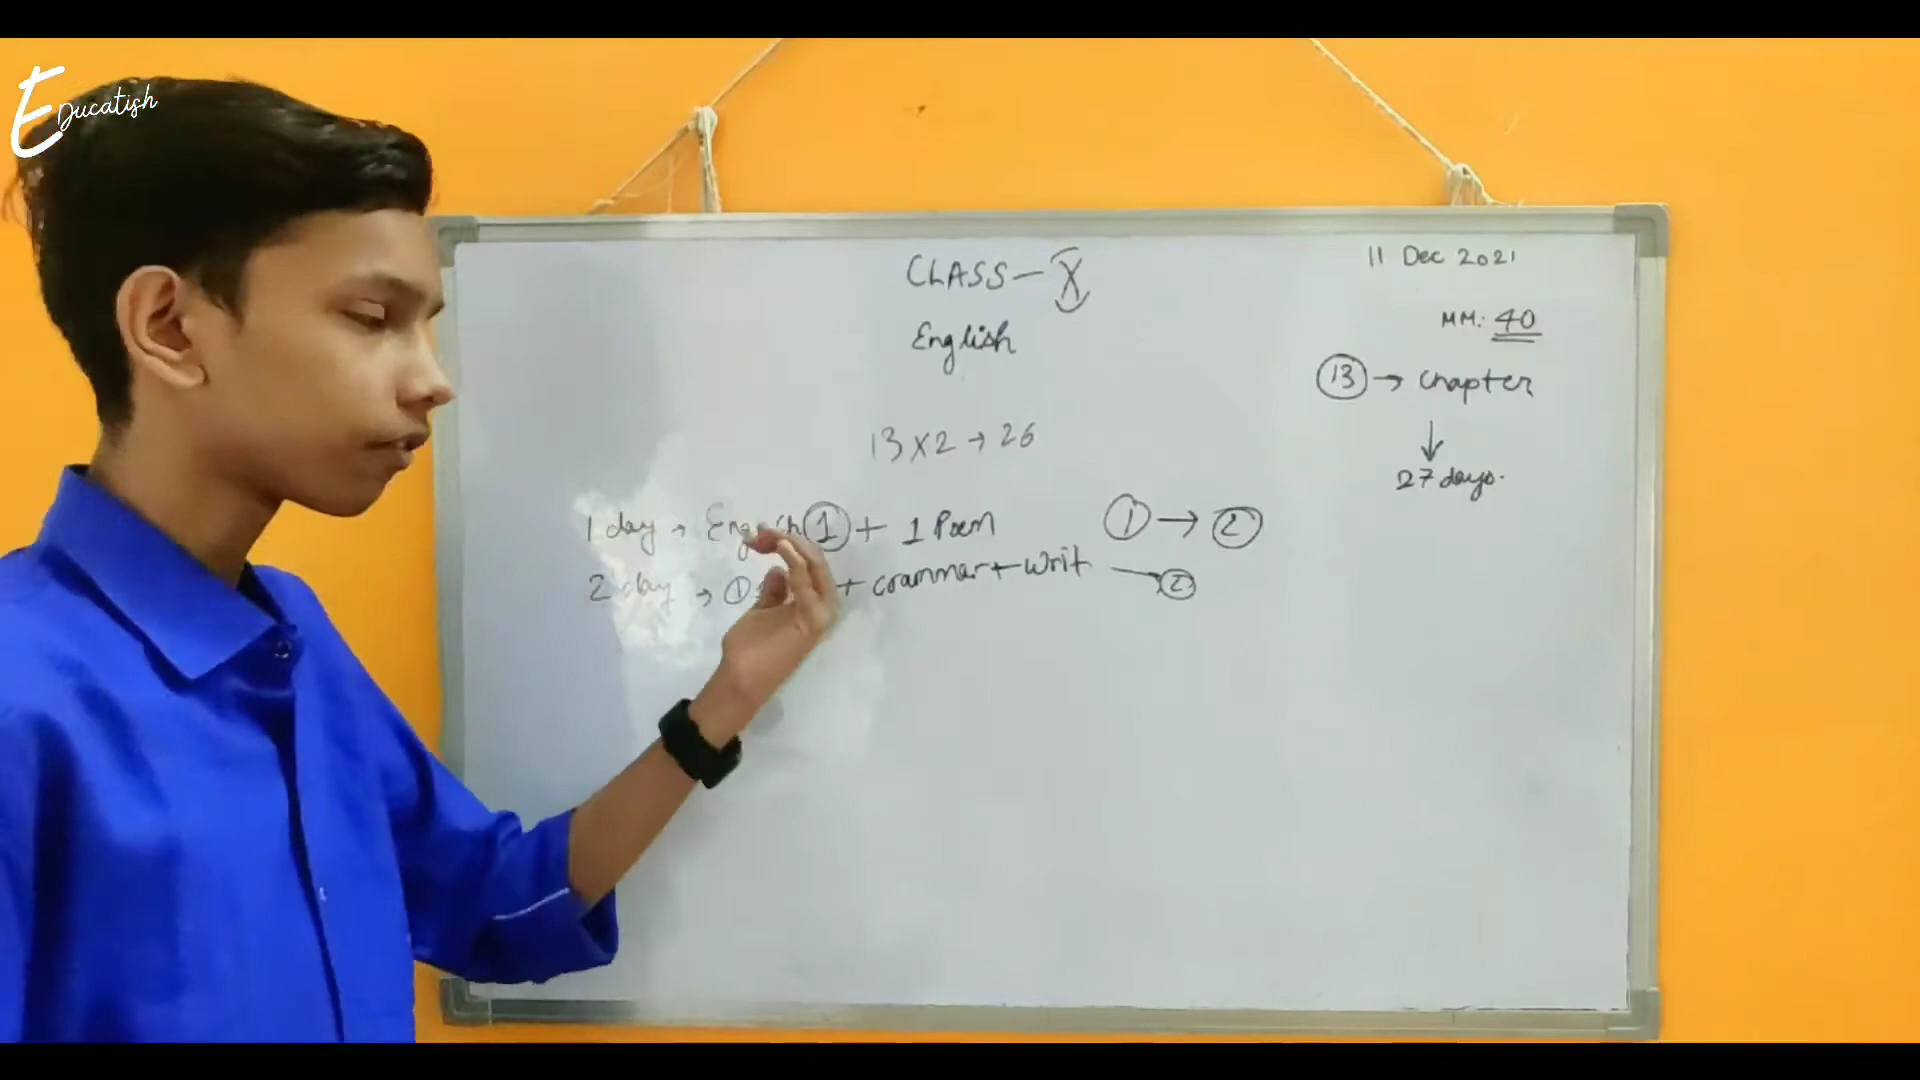 Educatish
CLASS - X
English
11 Dec 2021
MM: 40
13 → chapter
↓
27 days.
13 X 2 → 26
1 day → English 1 + 1 Poem 1 → 2
2 day → 1 + Grammar + Writ → 2